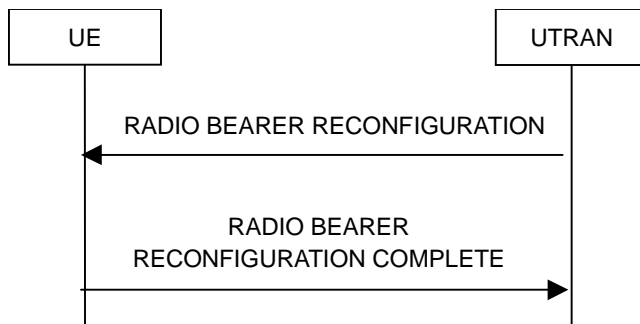 UE
UTRAN
RADIO BEARER RECONFIGURATION
RADIO BEARER
RECONFIGURATION COMPLETE